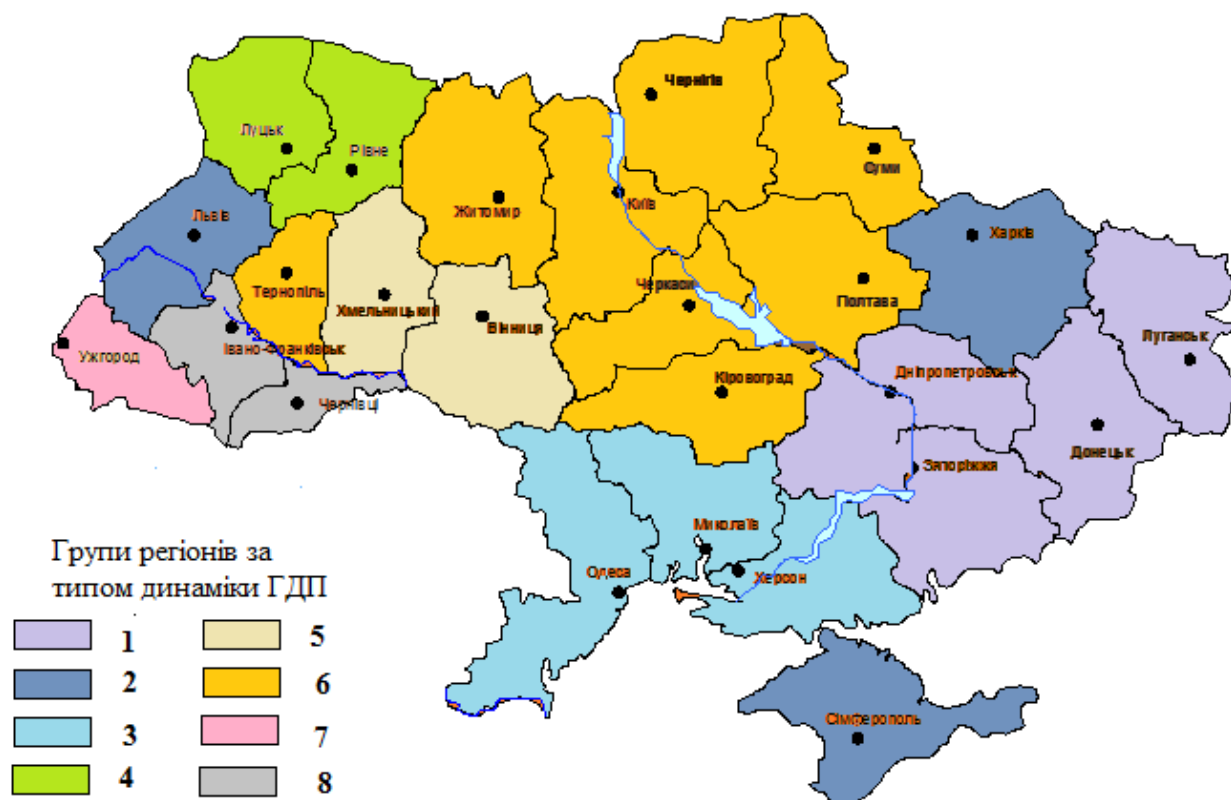 Чернігів
Луцьк
Рівне
Суми
Житомир
Київ
Львів
Харків
Тернопіль
Хмельницький
Черкаси
Полтава
Вінниця
Івано-Франківськ
Ужгород
Луганськ
Кіровоград
Дніпропетровськ
Чернівці
Донецьк
Запоріжжя
Миколаїв
Одеса
Херсон
Сімферополь
Групи регіонів за
типом динаміки ГДП
1 5
2 6
3 7
4 8